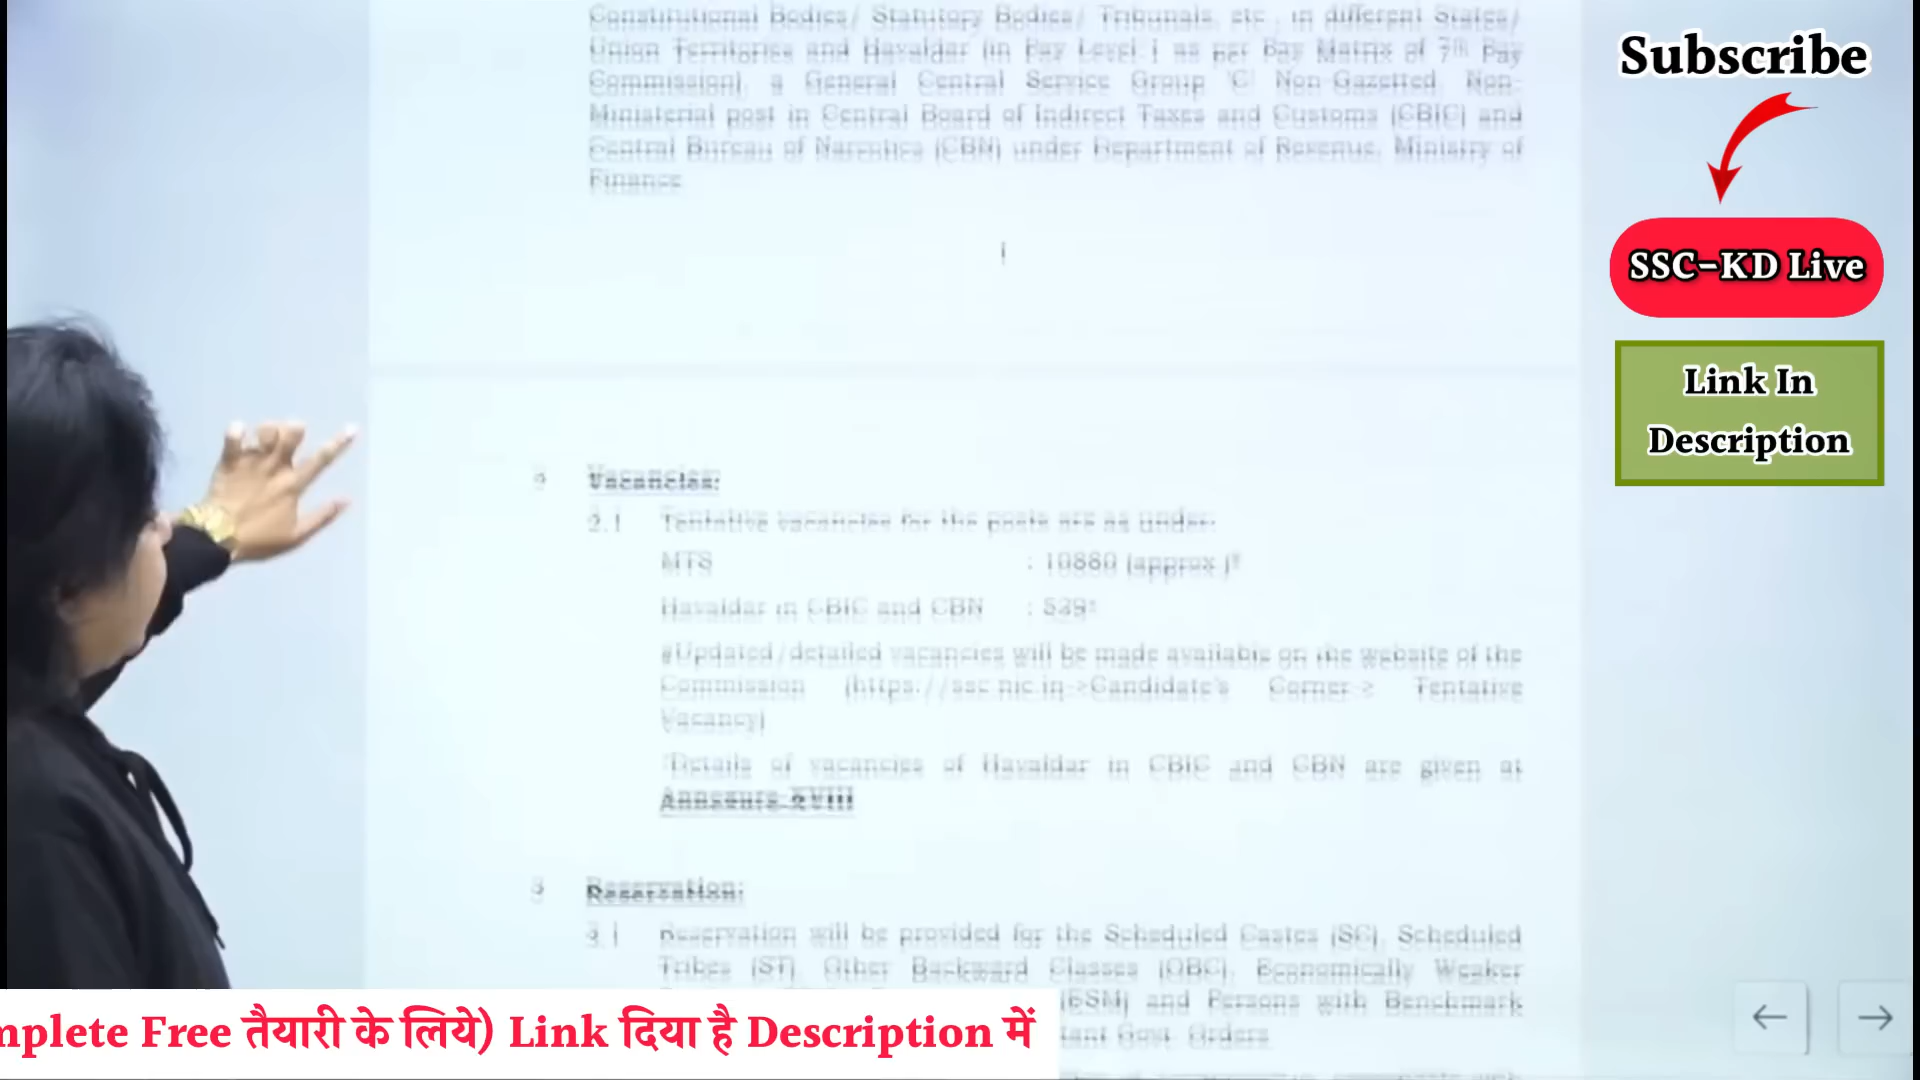 Constitutional Bodies/ Statutory Bodies/ Tribunals, etc., in different States/
Union Territories and Havaldar (in Pay Level-1 as per Pay Matrix of 7th Pay
Commission), a General Central Service Group 'C' Non-Gazetted, Non-
Ministerial post in Central Board of Indirect Taxes and Customs (CBIC) and
Central Bureau of Narcotics (CBN) under Department of Revenue, Ministry of
Finance
Vacancies:
2.1 Tentative vacancies for the posts are as under:
MTS : 10880 (approx.)#
Havaldar in CBIC and CBN : 529
#Updated/detailed vacancies will be made available on the website of the
Commission (https://ssc.nic.in->Candidate's Corner-> Tentative
Vacancy)
Details of vacancies of Havaldar in CBIC and CBN are given at
Annexure-XVIII
3 Reservation:
3.1 Reservation will be provided for the Scheduled Castes (SC), Scheduled
Tribes (ST), Other Backward Classes (OBC), Economically Weaker
(ESM) and Persons with Benchmark
Govt. Orders
Subscribe
SSC-KD Live
Link In
Description
mplete Free तैयारी के लिये) Link दिया है Description में